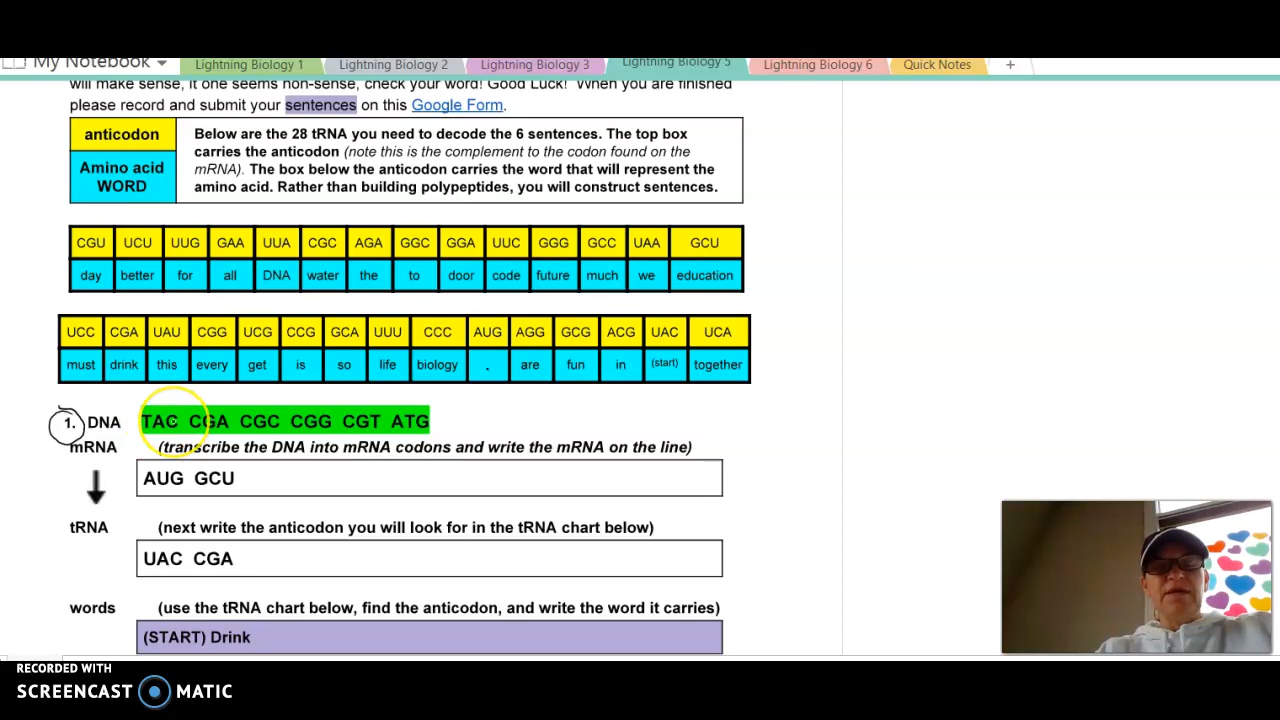 My Notebook
Lightning Biology 1
Lightning Biology 2
Lightning Biology 3
Lightning Biology 5
Lightning Biology 6
Quick Notes
+
will make sense, if one seems non-sense, check your word! Good Luck! When you are finished
please record and submit your sentences on this Google Form.
anticodon
Amino acid
WORD
Below are the 28 tRNA you need to decode the 6 sentences. The top box
carries the anticodon (note this is the complement to the codon found on the
mRNA). The box below the anticodon carries the word that will represent the
amino acid. Rather than building polypeptides, you will construct sentences.
CGU UCU UUG GAA UUA CGC AGA GGC GGA UUC GGG GCC UAA GCU
day better for all DNA water the to door code future much we education
UCC CGA UAU CGG UCG CCG GCA UUU CCC AUG AGG GCG ACG UAC UCA
must drink this every get is so life biology . are fun in (start) together
1. DNA TAC CGA CGC CGG CGT ATG
mRNA (transcribe the DNA into mRNA codons and write the mRNA on the line)
AUG GCU
tRNA (next write the anticodon you will look for in the tRNA chart below)
UAC CGA
words (use the tRNA chart below, find the anticodon, and write the word it carries)
(START) Drink
RECORDED WITH
SCREENCAST MATIC